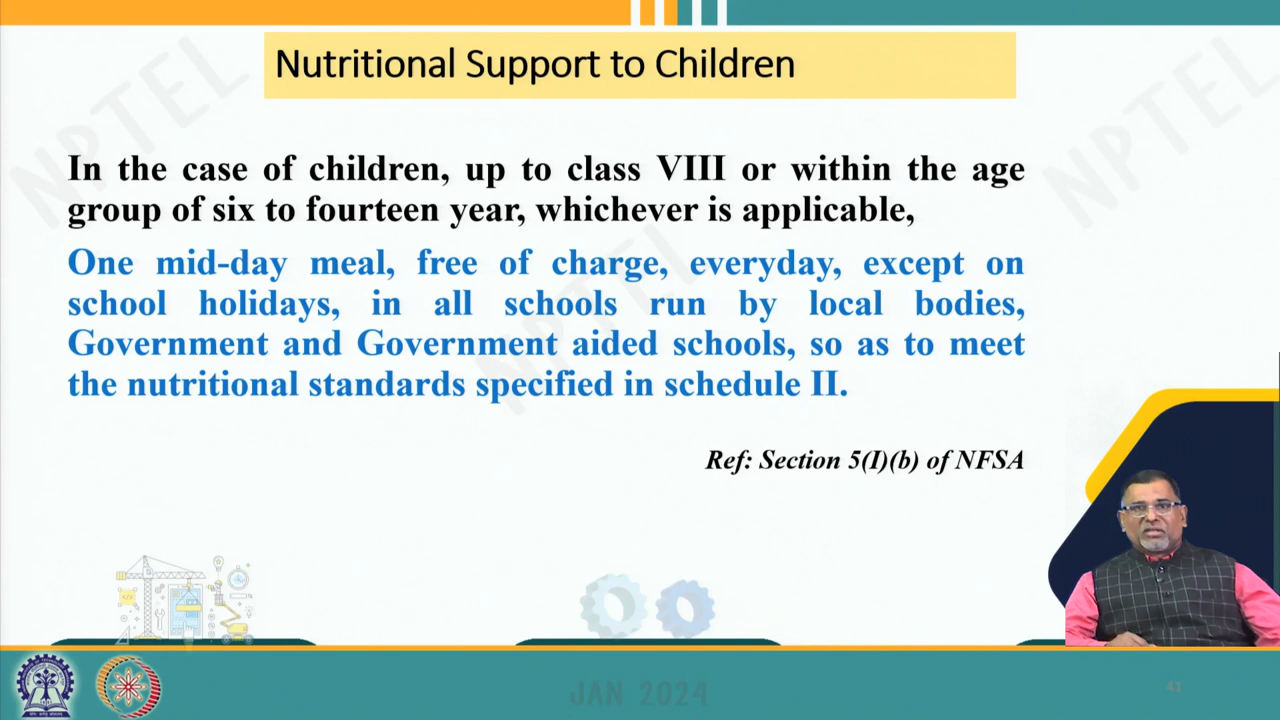 Nutritional Support to Children
In the case of children, up to class VIII or within the age
group of six to fourteen year, whichever is applicable,
One mid-day meal, free of charge, everyday, except on
school holidays, in all schools run by local bodies,
Government and Government aided schools, so as to meet
the nutritional standards specified in schedule II.
Ref: Section 5(I)(b) of NFSA
NPTEL
NPTEL
NPTEL
JAN 2024
41